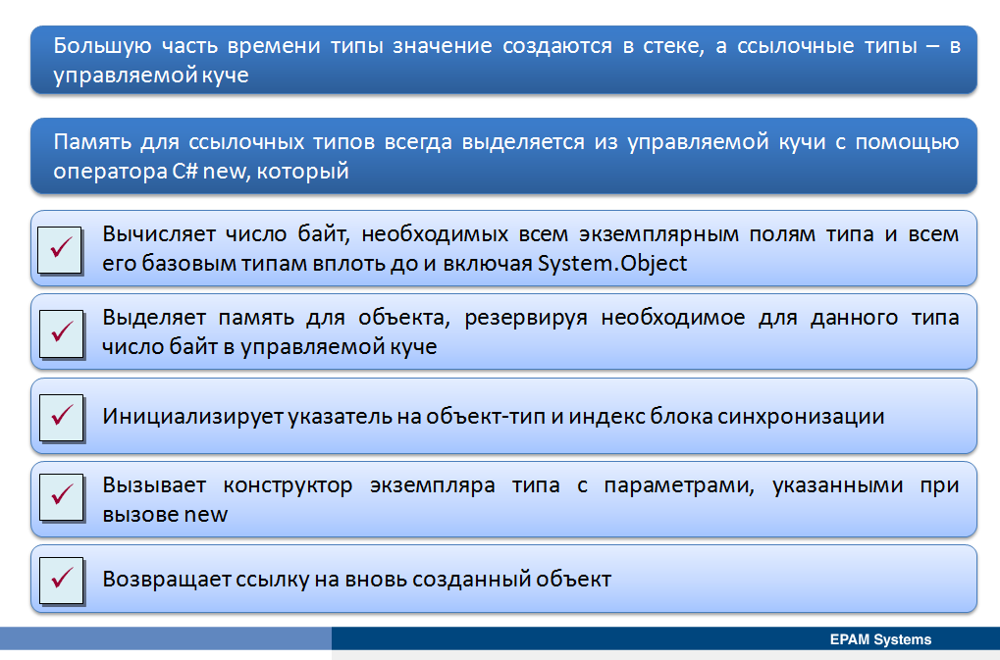 Большую часть времени типы значение создаются в стеке, а ссылочные типы – в
управляемой куче
Память для ссылочных типов всегда выделяется из управляемой кучи с помощью
оператора C# new, который
Вычисляет число байт, необходимых всем экземплярным полям типа и всем
его базовым типам вплоть до и включая System.Object
Выделяет память для объекта, резервируя необходимое для данного типа
число байт в управляемой куче
Инициализирует указатель на объект-тип и индекс блока синхронизации
Вызывает конструктор экземпляра типа с параметрами, указанными при
вызове new
Возвращает ссылку на вновь созданный объект
EPAM Systems